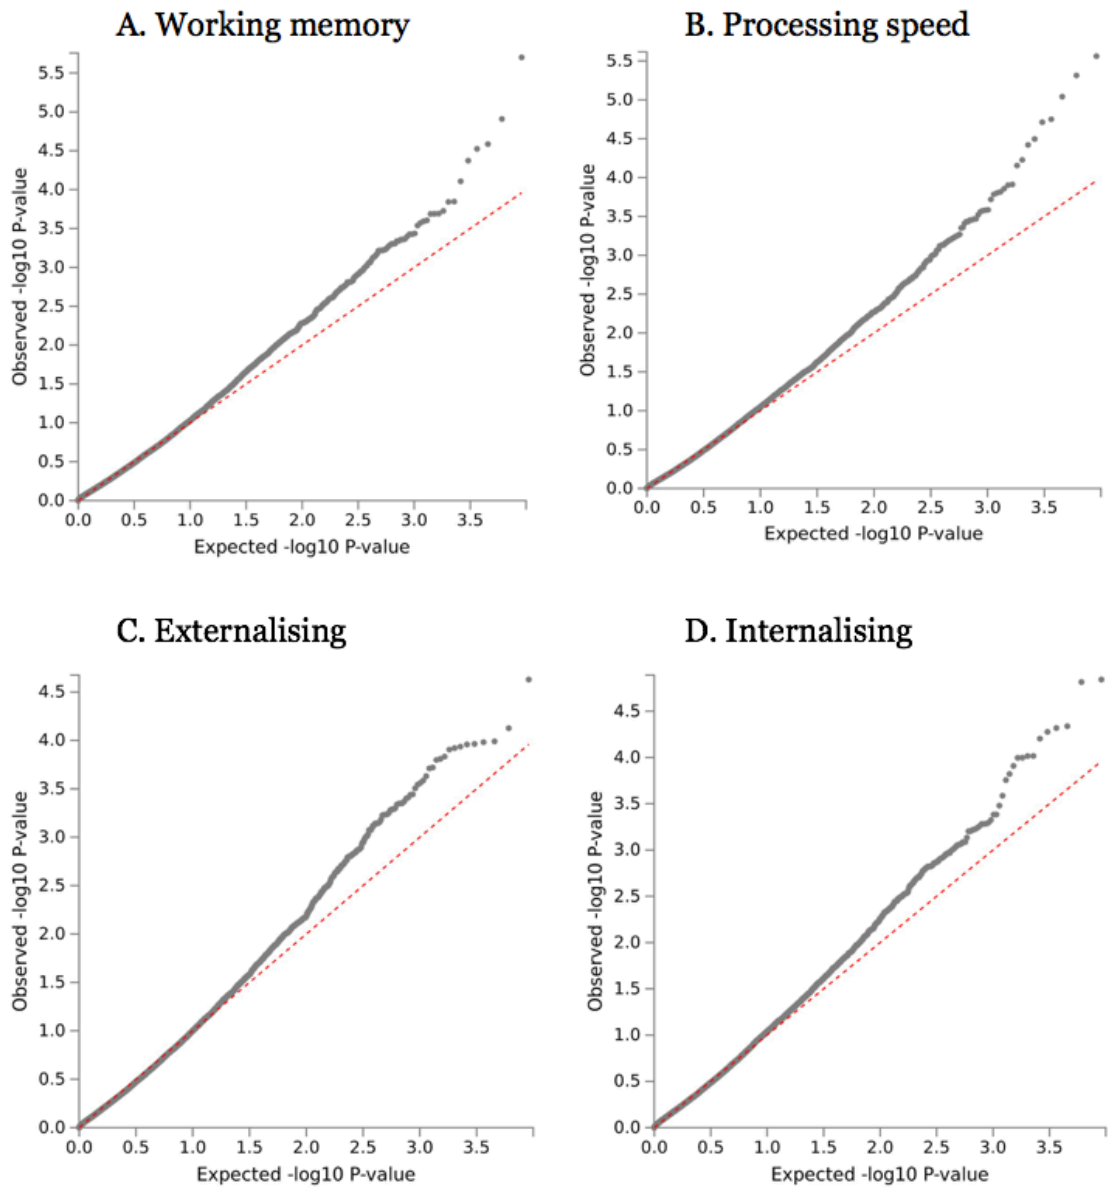 A. Working memory
5.5
5.0
4.5
4.0
3.5
3.0
2.5
2.0
1.5
1.0
0.5
0.0
Observed -log10 P-value
0.0 0.5 1.0 1.5 2.0 2.5 3.0 3.5
Expected -log10 P-value
B. Processing speed
5.5
5.0
4.5
4.0
3.5
3.0
2.5
2.0
1.5
1.0
0.5
0.0
Observed -log10 P-value
0.0 0.5 1.0 1.5 2.0 2.5 3.0 3.5
Expected -log10 P-value
C. Externalising
4.5
4.0
3.5
3.0
2.5
2.0
1.5
1.0
0.5
0.0
Observed -log10 P-value
0.0 0.5 1.0 1.5 2.0 2.5 3.0 3.5
Expected -log10 P-value
D. Internalising
4.5
4.0
3.5
3.0
2.5
2.0
1.5
1.0
0.5
0.0
Observed -log10 P-value
0.0 0.5 1.0 1.5 2.0 2.5 3.0 3.5
Expected -log10 P-value